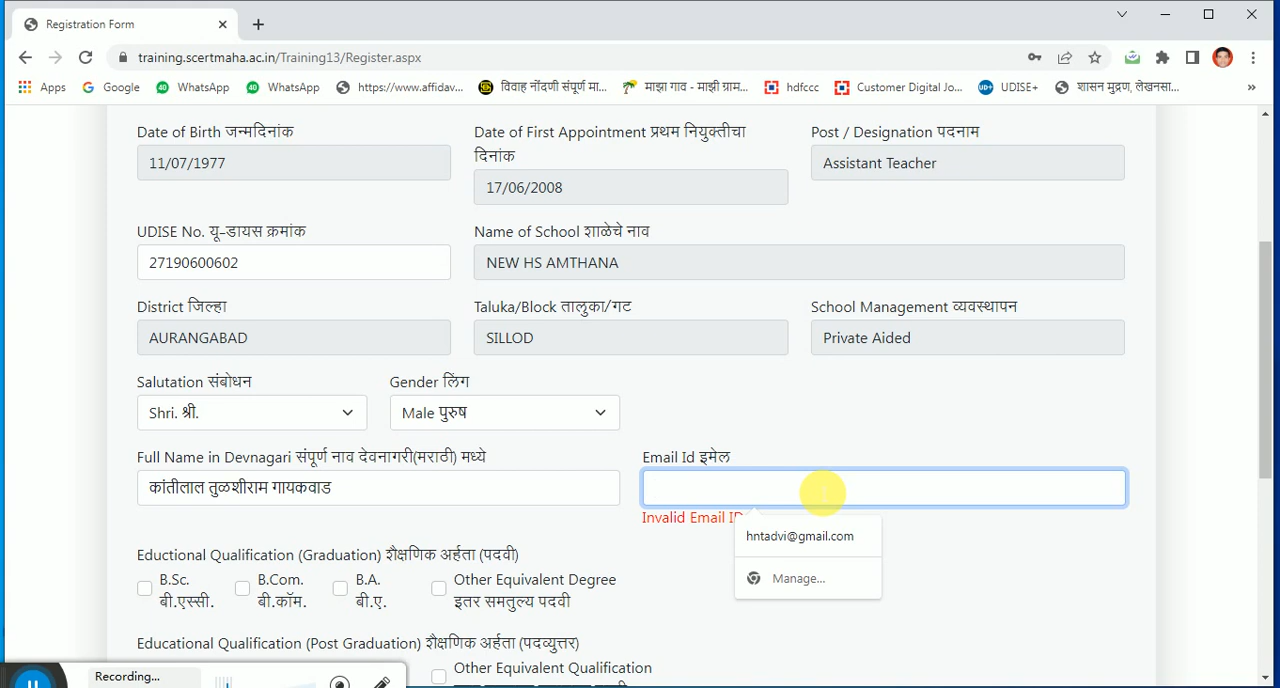 Registration Form
training.scertmaha.ac.in/Training13/Register.aspx
Apps Google WhatsApp WhatsApp https://www.affidav... विवाह नोंदणी संपूर्ण मा... माझा गाव - माझी ग्राम... hdfccc Customer Digital Jo... UDISE+ शासन मुद्रण, लेखनसा... »
Date of Birth जन्मदिनांक
Date of First Appointment प्रथम नियुक्तीचा दिनांक
Post / Designation पदनाम
11/07/1977
17/06/2008
Assistant Teacher
UDISE No. यू-डायस क्रमांक
Name of School शाळेचे नाव
27190600602
NEW HS AMTHANA
District जिल्हा
Taluka/Block तालुका/गट
School Management व्यवस्थापन
AURANGABAD
SILLOD
Private Aided
Salutation संबोधन
Gender लिंग
Shri. श्री.
Male पुरुष
Full Name in Devnagari संपूर्ण नाव देवनागरी(मराठी) मध्ये
Email Id इमेल
कांतीलाल तुळशीराम गायकवाड
Invalid Email ID
hntadvi@gmail.com
Manage...
Eductional Qualification (Graduation) शैक्षणिक अर्हता (पदवी)
B.Sc. बी.एस्सी.
B.Com. बी.कॉम.
B.A. बी.ए.
Other Equivalent Degree इतर समतुल्य पदवी
Educational Qualification (Post Graduation) शैक्षणिक अर्हता (पदव्युत्तर)
Other Equivalent Qualification
Recording...